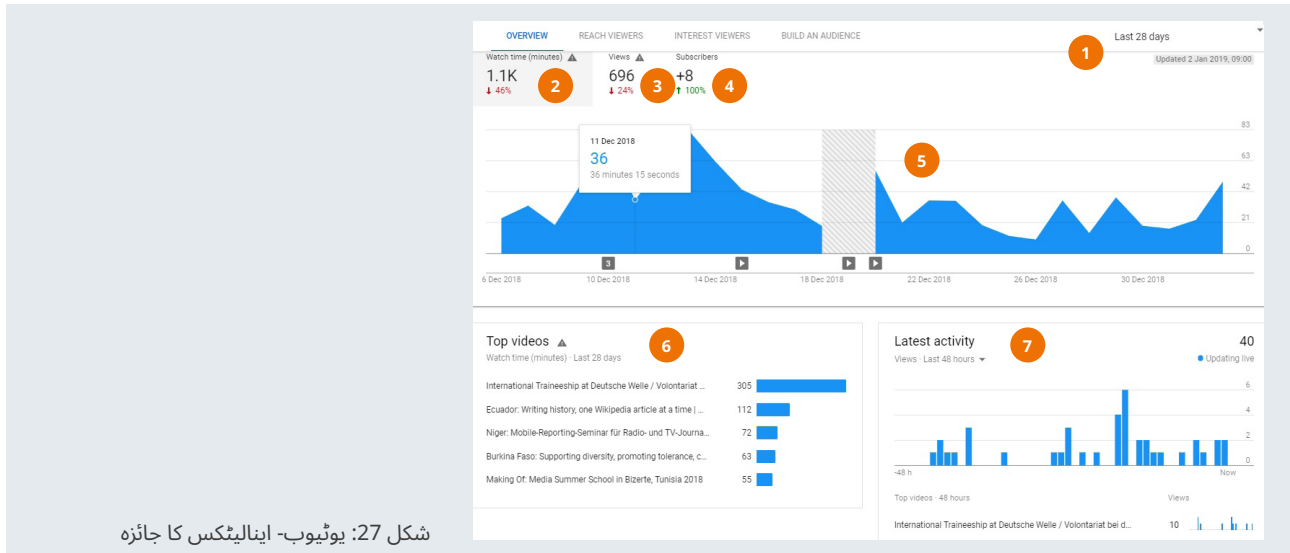 OVERVIEW REACH VIEWERS INTEREST VIEWERS BUILD AN AUDIENCE Last 28 days
1
Updated 2 Jan 2019, 09:00
Watch time (minutes) Views Subscribers
1.1K 696 +8
46% 24% 100%
2 3 4
83
63
42
21
0
11 Dec 2018
36
36 minutes 15 seconds
5
3
6 Dec 2018 10 Dec 2018 14 Dec 2018 18 Dec 2018 22 Dec 2018 26 Dec 2018 30 Dec 2018
Top videos
6
Watch time (minutes) · Last 28 days
International Traineeship at Deutsche Welle / Volontariat ... 305
Ecuador: Writing history, one Wikipedia article at a time | ... 112
Niger: Mobile-Reporting-Seminar für Radio- und TV-Journa... 72
Burkina Faso: Supporting diversity, promoting tolerance, c... 63
Making Of: Media Summer School in Bizerte, Tunisia 2018 55
Latest activity 40
7
Views · Last 48 hours Updating live
6
4
2
0
-48 h Now
Top videos · 48 hours Views
International Traineeship at Deutsche Welle / Volontariat bei d... 10
شکل 27: یوٹیوب- اینالیٹکس کا جائزہ